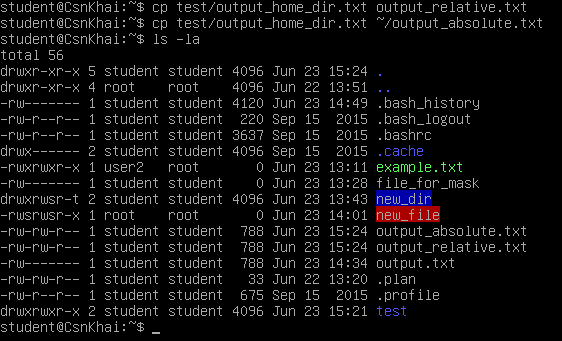 student@CsnKhai:~$ cp test/output_home_dir.txt output_relative.txt
student@CsnKhai:~$ cp test/output_home_dir.txt ~/output_absolute.txt
student@CsnKhai:~$ ls -la
total 56
drwxr-xr-x 5 student student 4096 Jun 23 15:24 .
drwxr-xr-x 4 root    root    4096 Jun 22 13:51 ..
-rw------- 1 student student 4120 Jun 23 14:49 .bash_history
-rw-r--r-- 1 student student  220 Sep 15  2015 .bash_logout
-rw-r--r-- 1 student student 3637 Sep 15  2015 .bashrc
drwx------ 2 student student 4096 Sep 15  2015 .cache
-rwxrwxr-x 1 user2   root       0 Jun 23 13:11 example.txt
-rw------- 1 student student    0 Jun 23 13:28 file_for_mask
drwxrwsr-t 2 student student 4096 Jun 23 13:43 new_dir
-rwsrwsr-x 1 root    root       0 Jun 23 14:01 new_file
-rw-rw-r-- 1 student student  788 Jun 23 15:24 output_absolute.txt
-rw-rw-r-- 1 student student  788 Jun 23 15:24 output_relative.txt
-rw------- 1 student student  788 Jun 23 14:34 output.txt
-rw-rw-r-- 1 student student   33 Jun 22 13:20 .plan
-rw-r--r-- 1 student student  675 Sep 15  2015 .profile
drwxrwxr-x 2 student student 4096 Jun 23 15:21 test
student@CsnKhai:~$ _